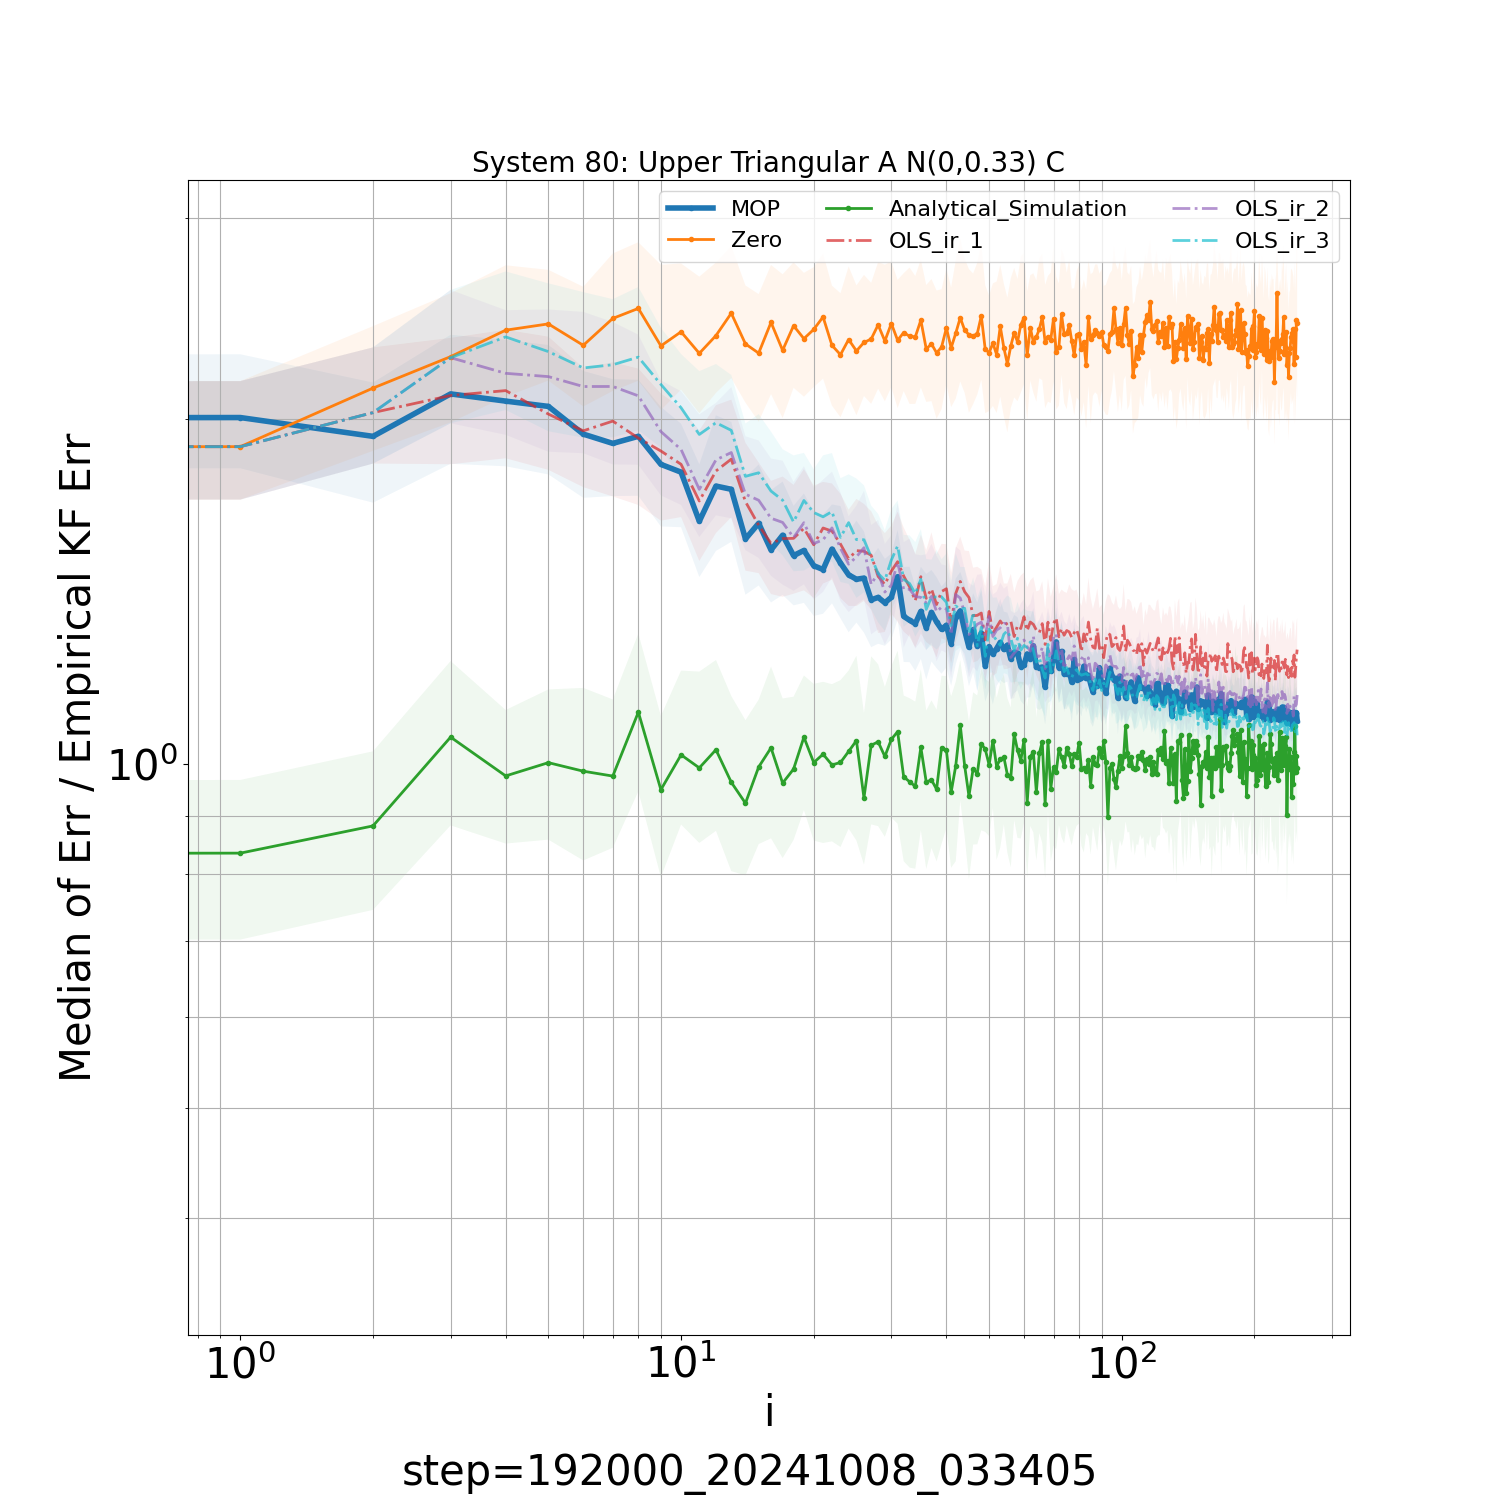 System 80: Upper Triangular A N(0,0.33) C
MOP
Zero
Analytical_Simulation
OLS_ir_1
OLS_ir_2
OLS_ir_3
Median of Err / Empirical KF Err
10⁰
10⁰
10¹
10²
i
step=192000_20241008_033405